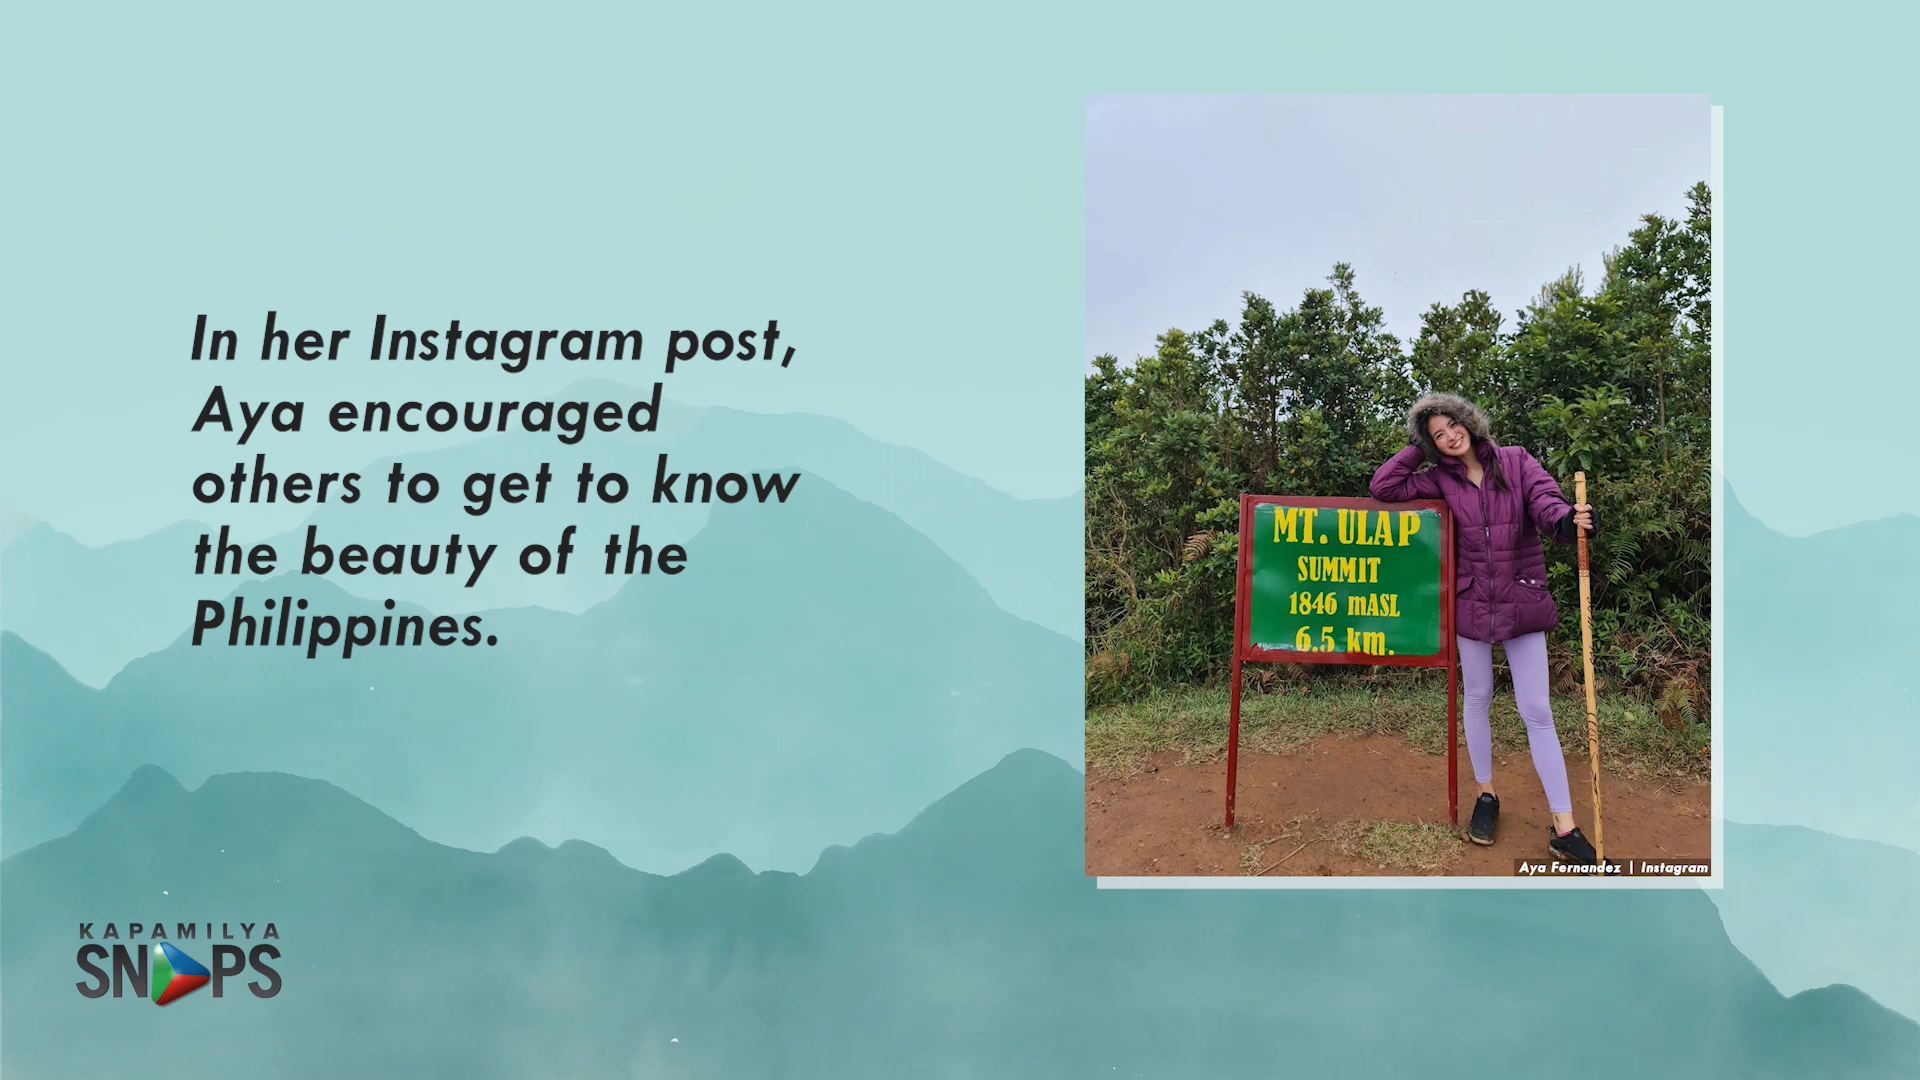 In her Instagram post,
Aya encouraged
others to get to know
the beauty of the
Philippines.
MT. ULAP
SUMMIT
1846 mASL
6.5 km.
Aya Fernandez | Instagram
KAPAMILYA
SNAPS